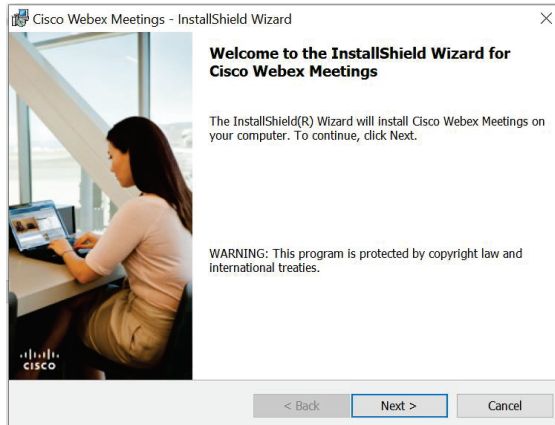 Cisco Webex Meetings - InstallShield Wizard
Welcome to the InstallShield Wizard for
Cisco Webex Meetings
The InstallShield(R) Wizard will install Cisco Webex Meetings on
your computer. To continue, click Next.
WARNING: This program is protected by copyright law and
international treaties.
CISCO
< Back
Next >
Cancel